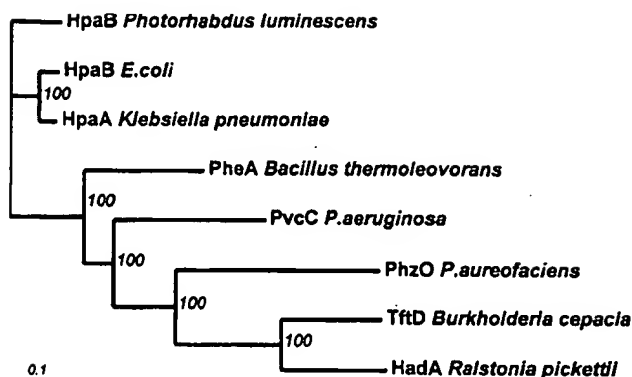 HpaB Photorhabdus luminescens
HpaB E.coli
100
HpaA Klebsiella pneumoniae
PheA Bacillus thermoleovorans
100
PvcC P.aeruginosa
100
PhzO P.aureofaciens
100
TftD Burkholderia cepacia
100
HadA Ralstonia pickettii
0.1